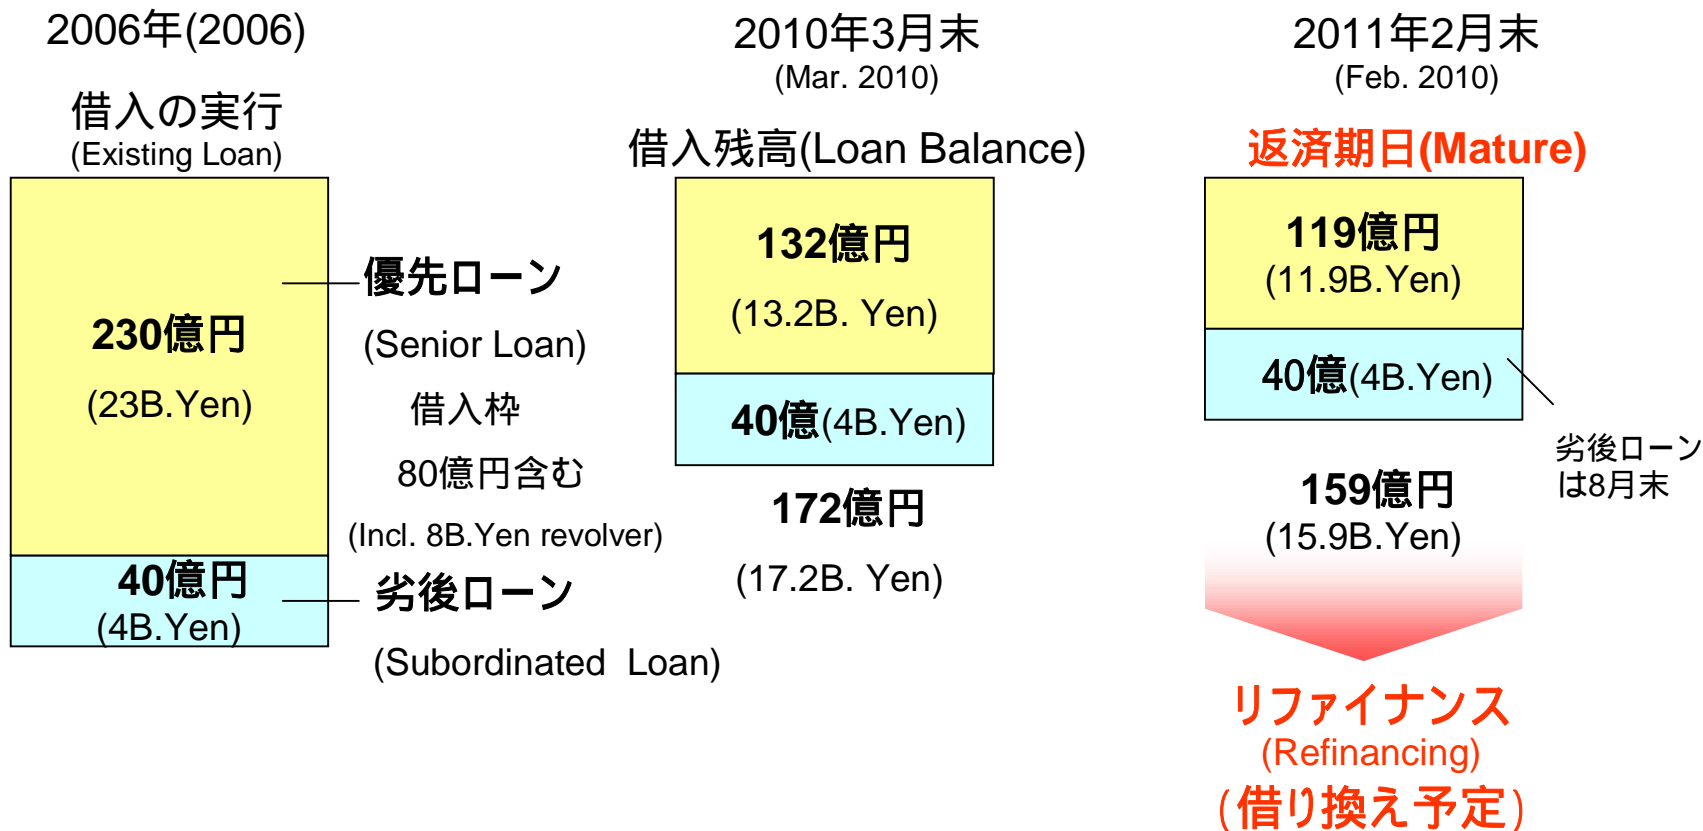 2006年(2006)
借入の実行
(Existing Loan)
230億円
(23B.Yen)
40億円
(4B.Yen)
優先ローン
(Senior Loan)
借入枠
80億円含む
(Incl. 8B.Yen revolver)
劣後ローン
(Subordinated Loan)
2010年3月末
(Mar. 2010)
借入残高(Loan Balance)
132億円
(13.2B. Yen)
40億(4B.Yen)
172億円
(17.2B. Yen)
2011年2月末
(Feb. 2010)
返済期日(Mature)
119億円
(11.9B.Yen)
40億(4B.Yen)
劣後ローン
は8月末
159億円
(15.9B.Yen)
リファイナンス
(Refinancing)
(借り換え予定)